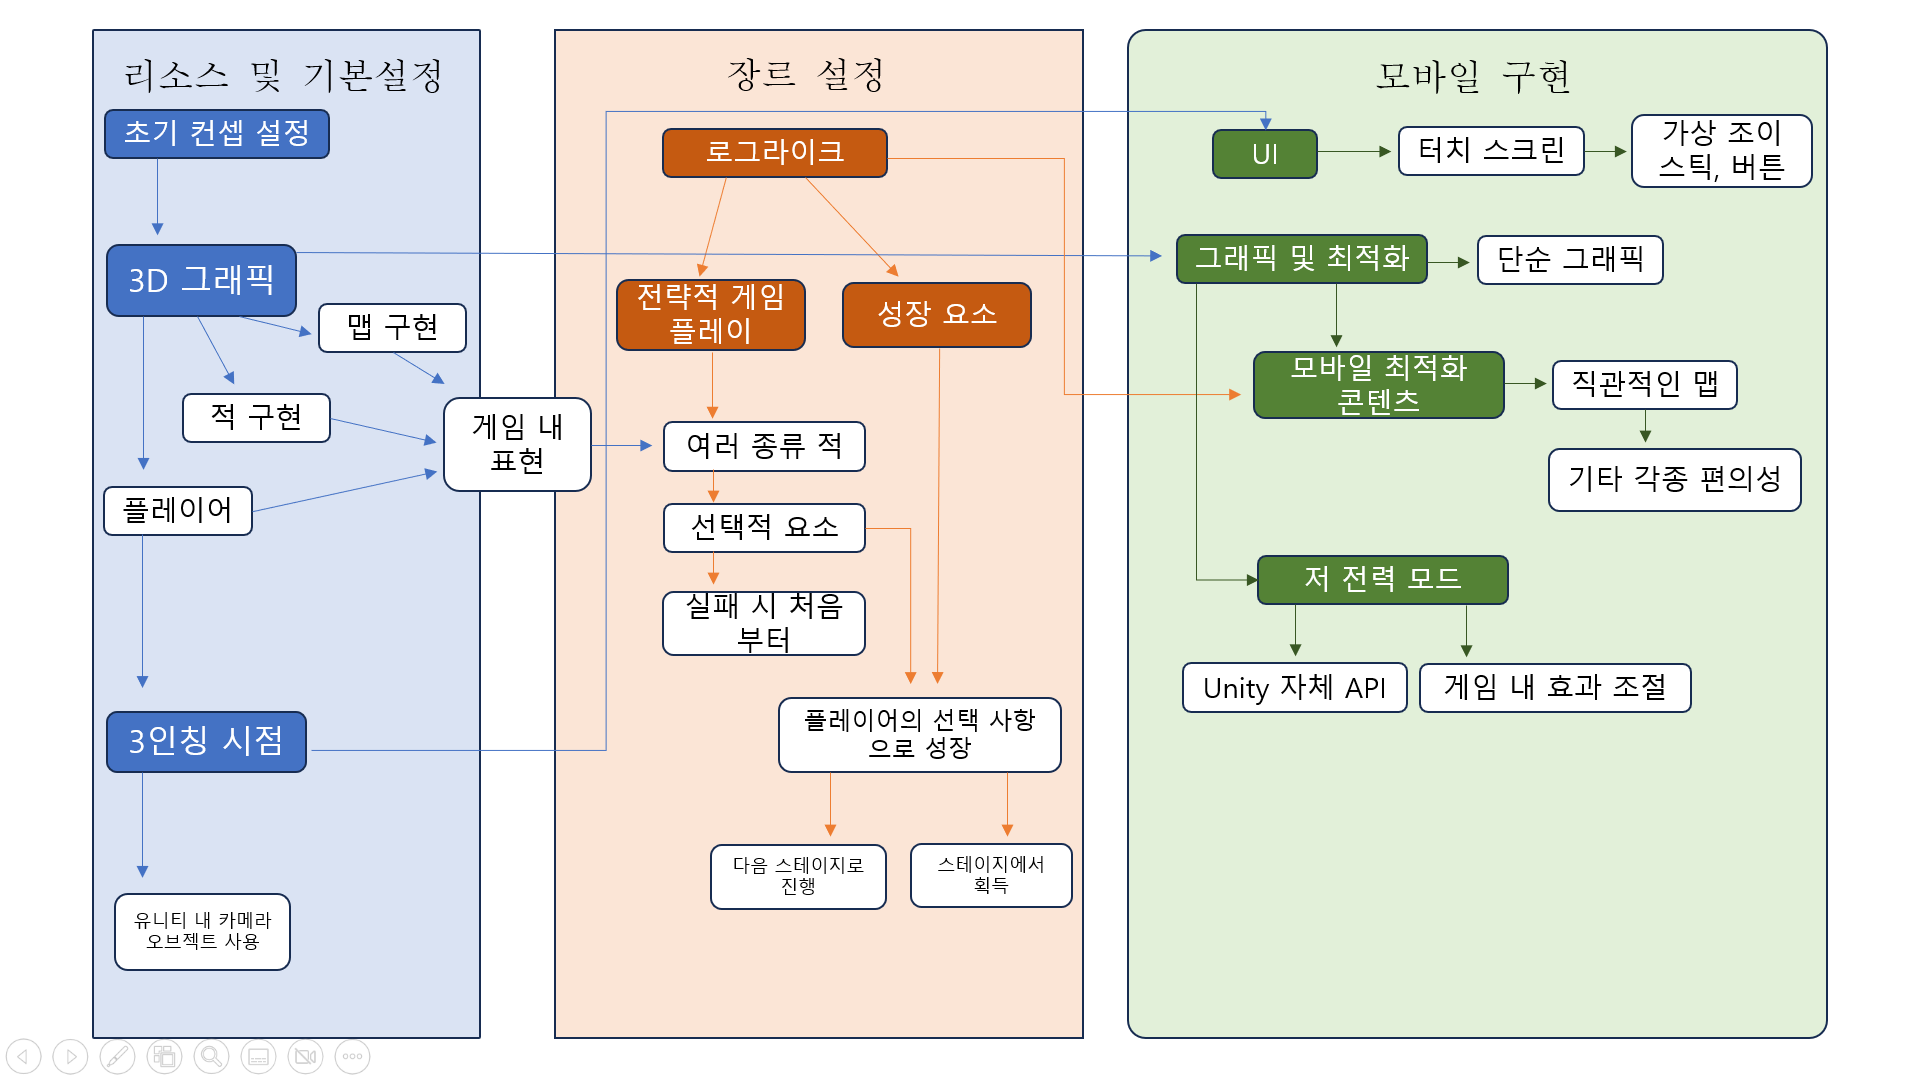 리소스 및 기본설정
초기 컨셉 설정
3D 그래픽
맵 구현
적 구현
게임 내
표현
플레이어
3인칭 시점
유니티 내 카메라
오브젝트 사용
장르 설정
로그라이크
전략적 게임
플레이
성장 요소
여러 종류 적
선택적 요소
실패 시 처음
부터
플레이어의 선택 사항
으로 성장
다음 스테이지로
진행
스테이지에서
획득
모바일 구현
UI
터치 스크린
가상 조이
스틱, 버튼
그래픽 및 최적화
단순 그래픽
모바일 최적화
콘텐츠
직관적인 맵
기타 각종 편의성
저 전력 모드
Unity 자체 API
게임 내 효과 조절